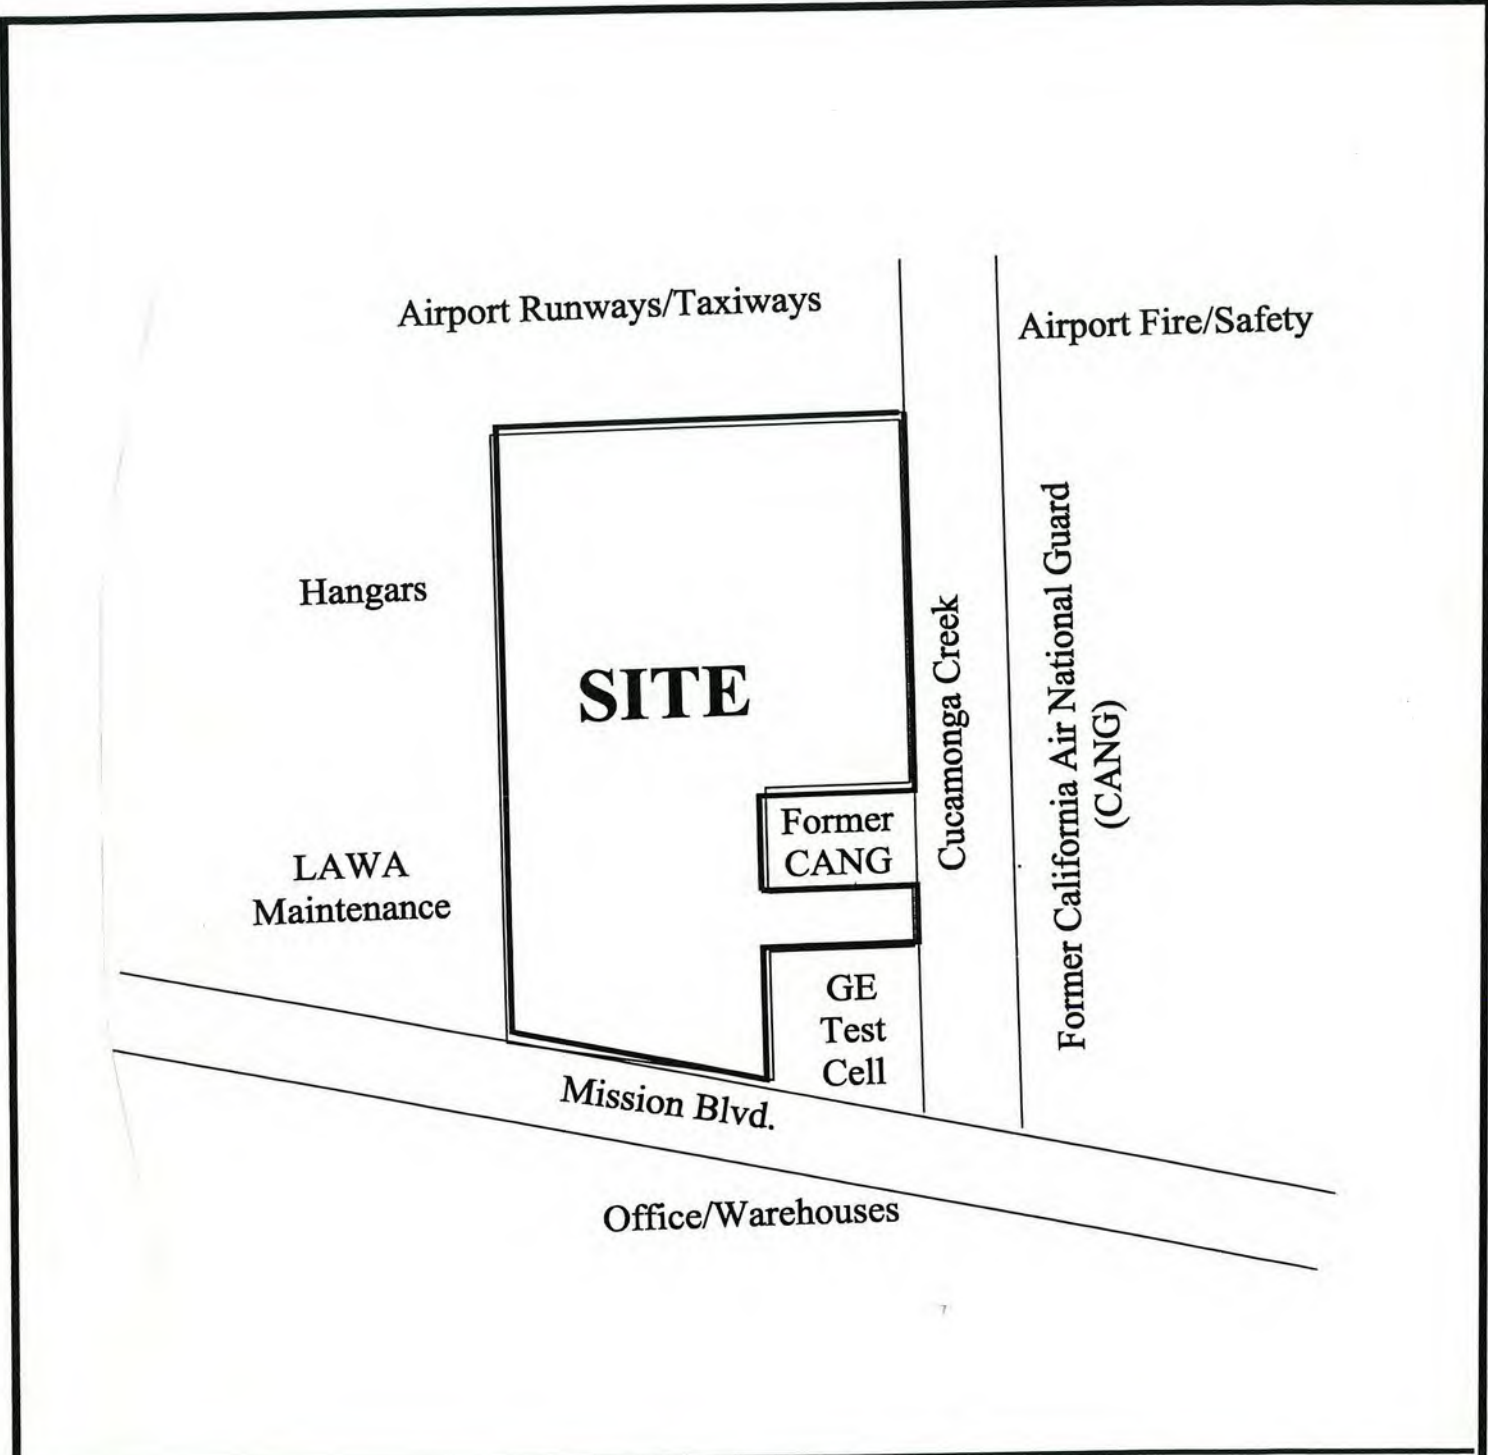 Airport Runways/Taxiways
Airport Fire/Safety
Hangars
SITE
Former California Air National Guard
(CANG)
Cucamonga Creek
Former
CANG
LAWA
Maintenance
GE
Test
Cell
Mission Blvd.
Office/Warehouses